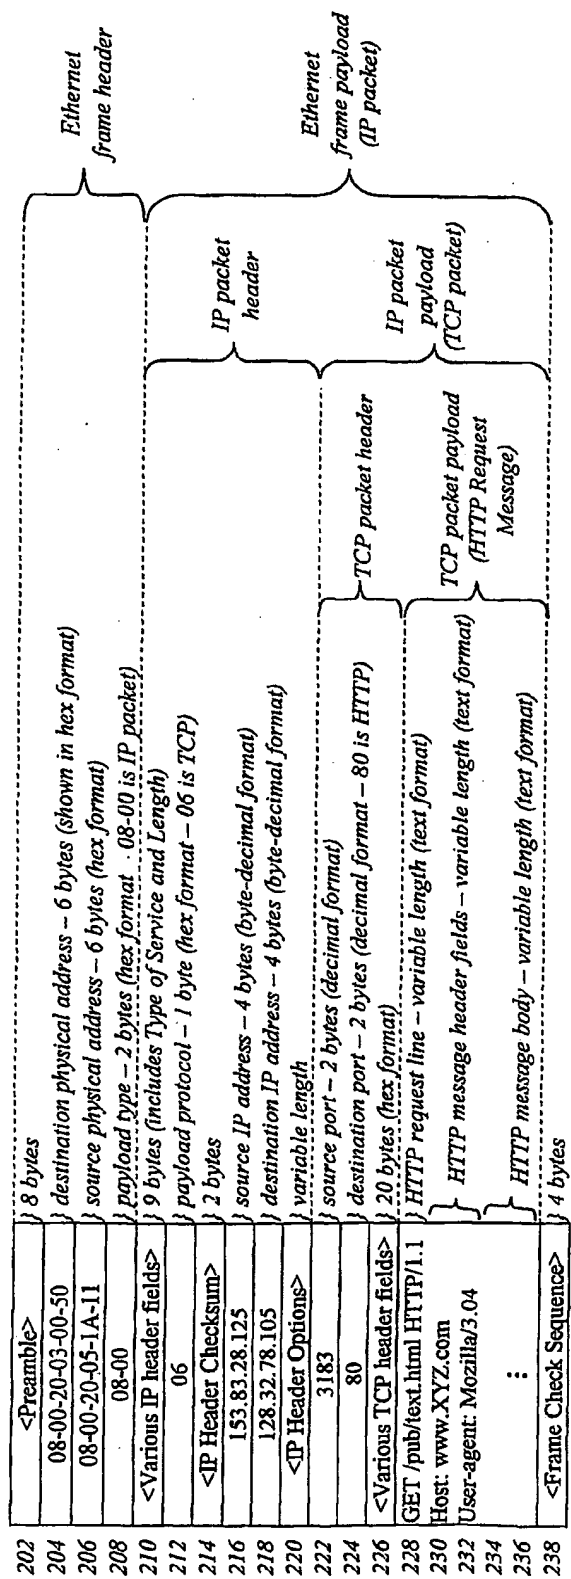 202 <Preamble> } 8 bytes
204 08-00-20-03-00-50 } destination physical address – 6 bytes (shown in hex format)
206 08-00-20-05-1A-11 } source physical address – 6 bytes (hex format)
208 08-00 } payload type – 2 bytes (hex format · 08-00 is IP packet)
Ethernet
frame header
210 <Various IP header fields> } 9 bytes (includes Type of Service and Length)
212 06 } payload protocol – 1 byte (hex format – 06 is TCP)
214 <IP Header Checksum> } 2 bytes
216 153.83.28.125 } source IP address – 4 bytes (byte-decimal format)
218 128.32.78.105 } destination IP address – 4 bytes (byte-decimal format)
220 <IP Header Options> } variable length
IP packet
header
222 3183 } source port – 2 bytes (decimal format)
224 80 } destination port – 2 bytes (decimal format – 80 is HTTP)
226 <Various TCP header fields> } 20 bytes (hex format)
TCP packet header
228 GET /pub/text.html HTTP/1.1 } HTTP request line – variable length (text format)
230 Host: www.XYZ.com
232 User-agent: Mozilla/3.04
HTTP message header fields – variable length (text format)
234
236 ⋮
HTTP message body – variable length (text format)
TCP packet payload
(HTTP Request
Message)
IP packet
payload
(TCP packet)
Ethernet
frame payload
(IP packet)
238 <Frame Check Sequence> } 4 bytes